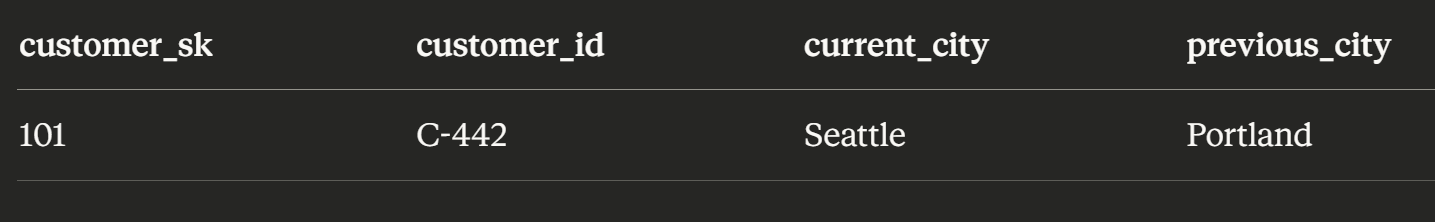 customer_sk customer_id current_city previous_city
101 C-442 Seattle Portland